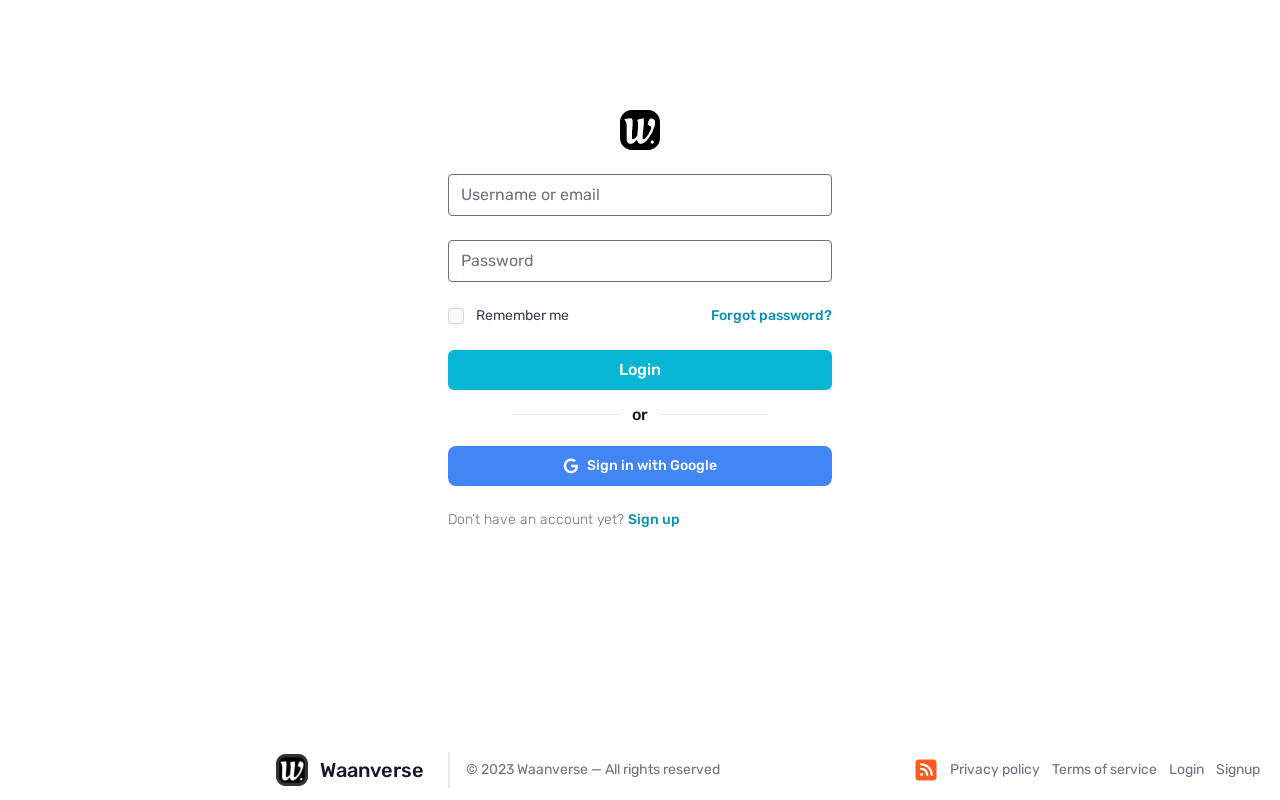 W.
Username or email
Password
Remember me Forgot password?
Login
or
Sign in with Google
Don't have an account yet? Sign up
W. Waanverse © 2023 Waanverse — All rights reserved Privacy policy Terms of service Login Signup